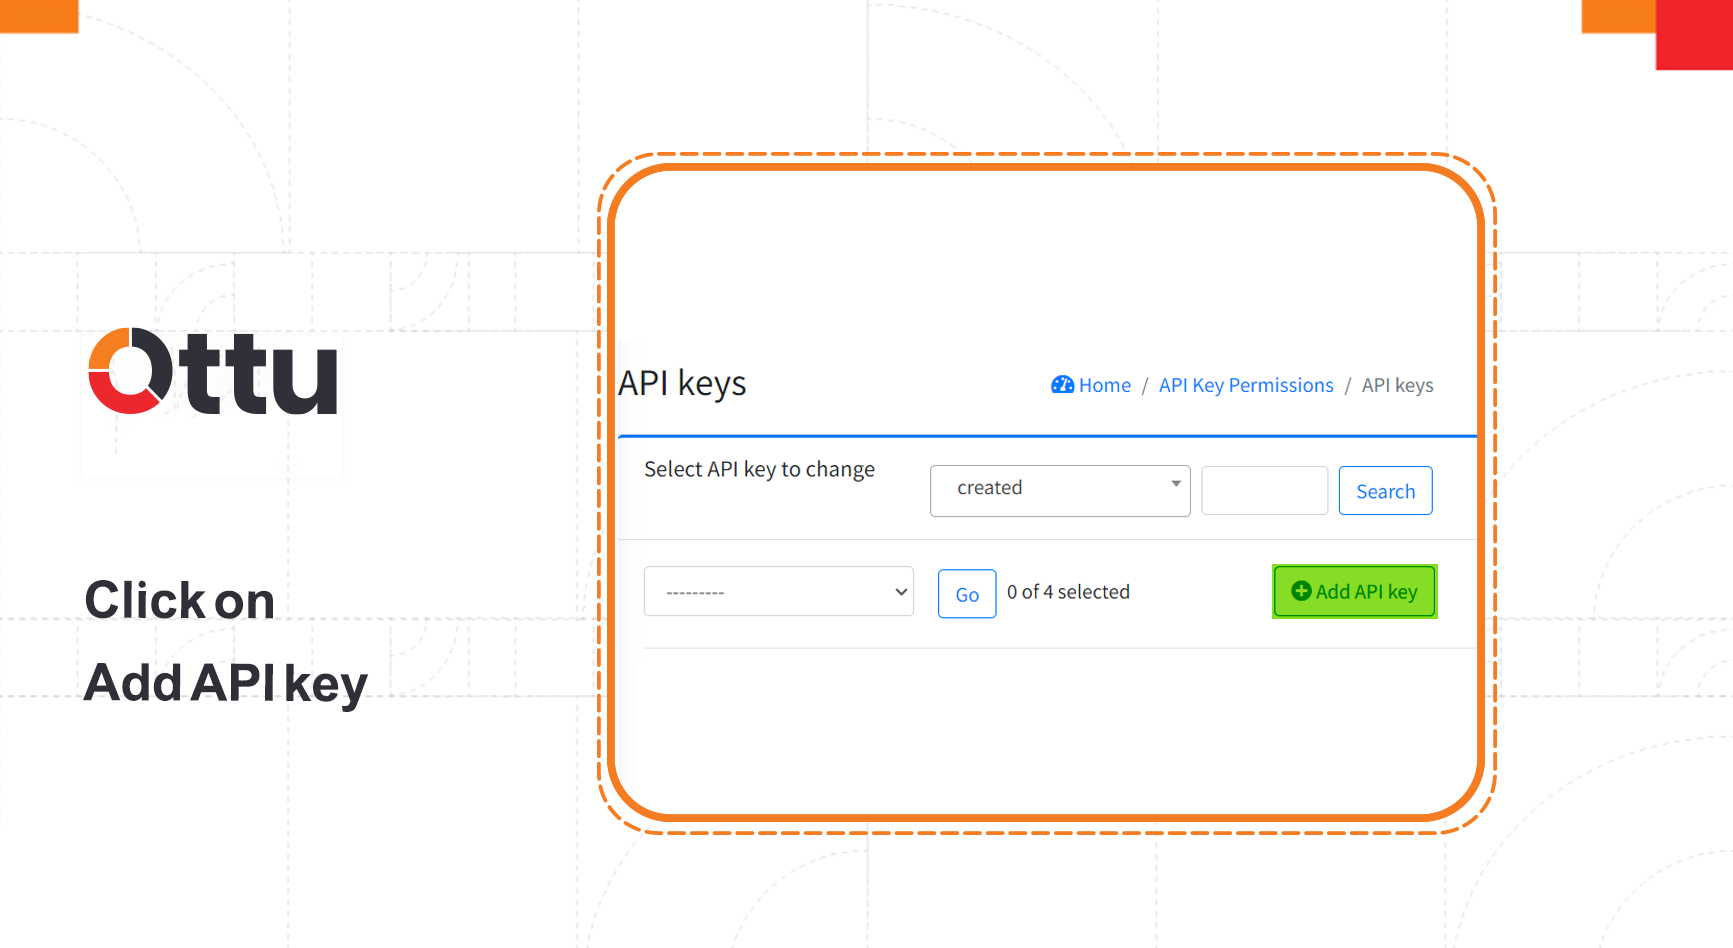 Ottu
Click on
Add API key
API keys
Home / API Key Permissions / API keys
Select API key to change
created
Search
---------
Go
0 of 4 selected
Add API key